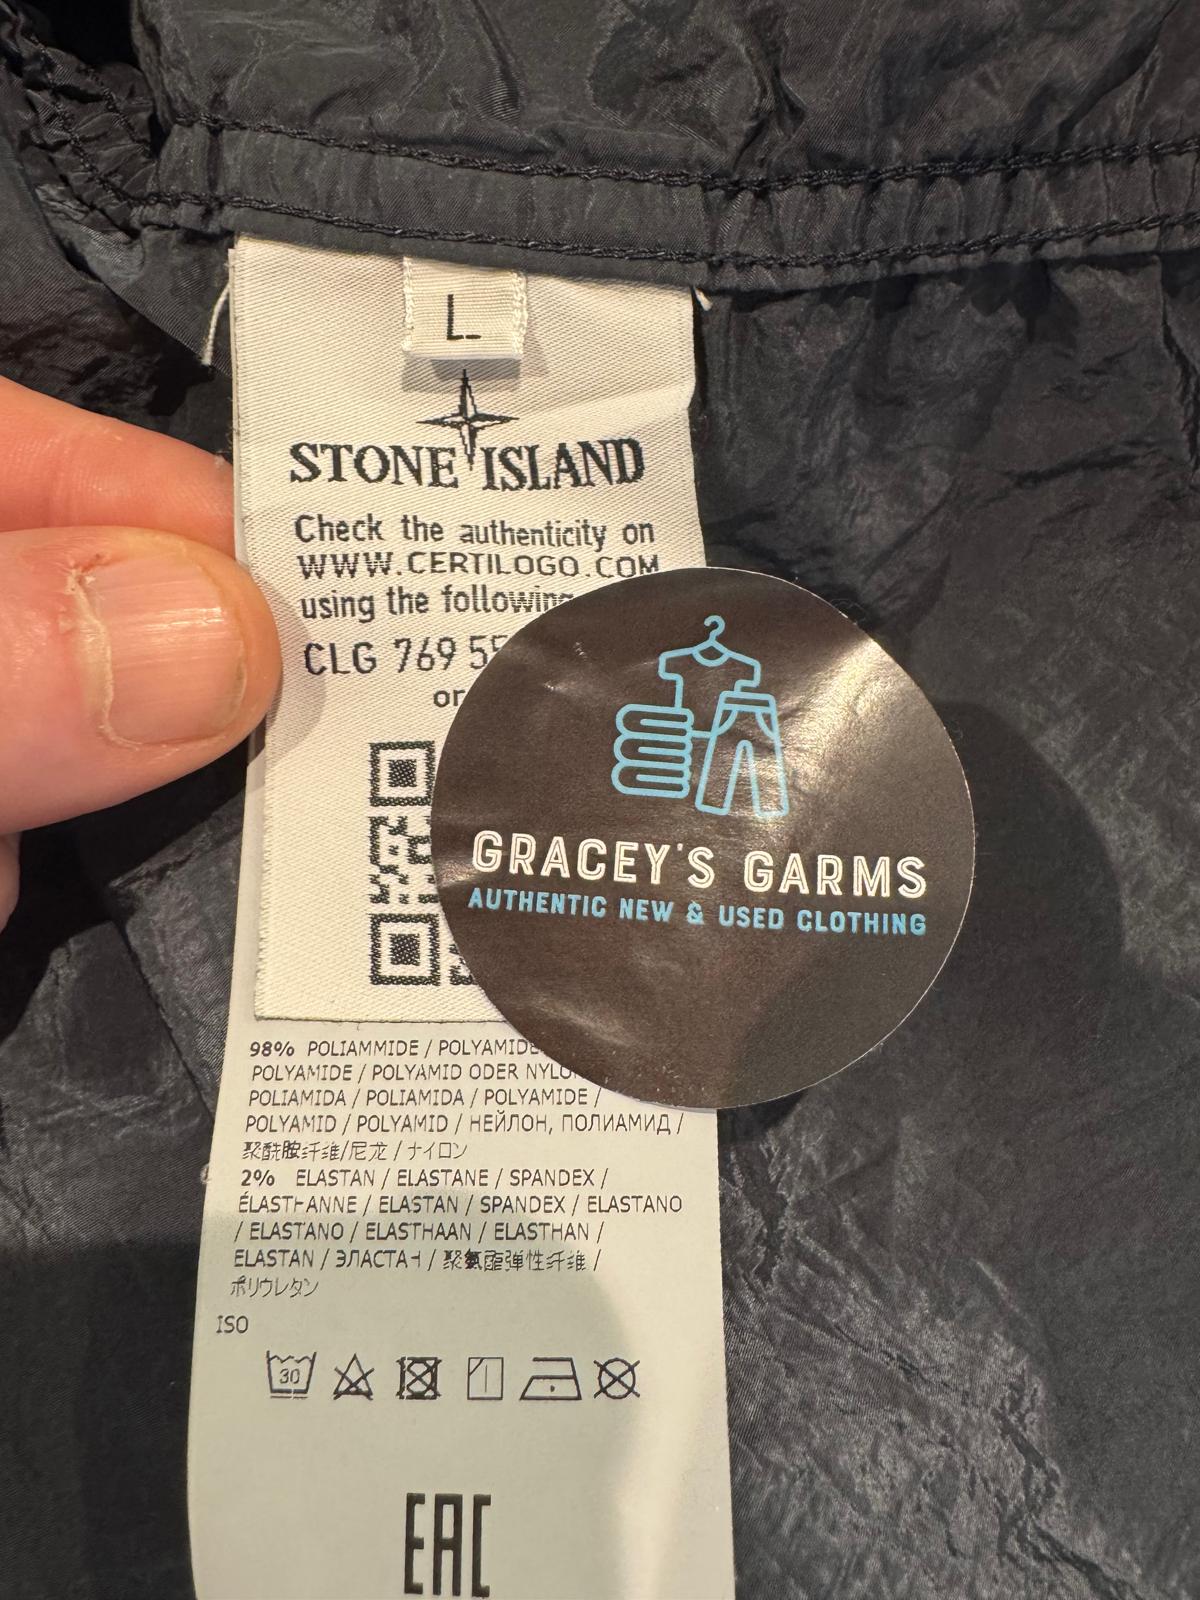 L
STONE ISLAND
Check the authenticity on
WWW.CERTILOGO.COM
using the following
CLG 769 55
or
GRACEY'S GARMS
AUTHENTIC NEW & USED CLOTHING
98% POLIAMMIDE / POLYAMIDE
POLYAMIDE / POLYAMID ODER NYLON
POLIAMIDA / POLIAMIDA / POLYAMIDE /
POLYAMID / POLYAMID / НЕЙЛОН, ПОЛИАМИД /
聚酰胺纤维/尼龙 / ナイロン
2% ELASTAN / ELASTANE / SPANDEX /
ÉLASTHANNE / ELASTAN / SPANDEX / ELASTANO
/ ELASTANO / ELASTHAAN / ELASTHAN /
ELASTAN / ЭЛАСТАН / 聚氨酯弹性纤维 /
ポリウレタン
ISO
30
EAC